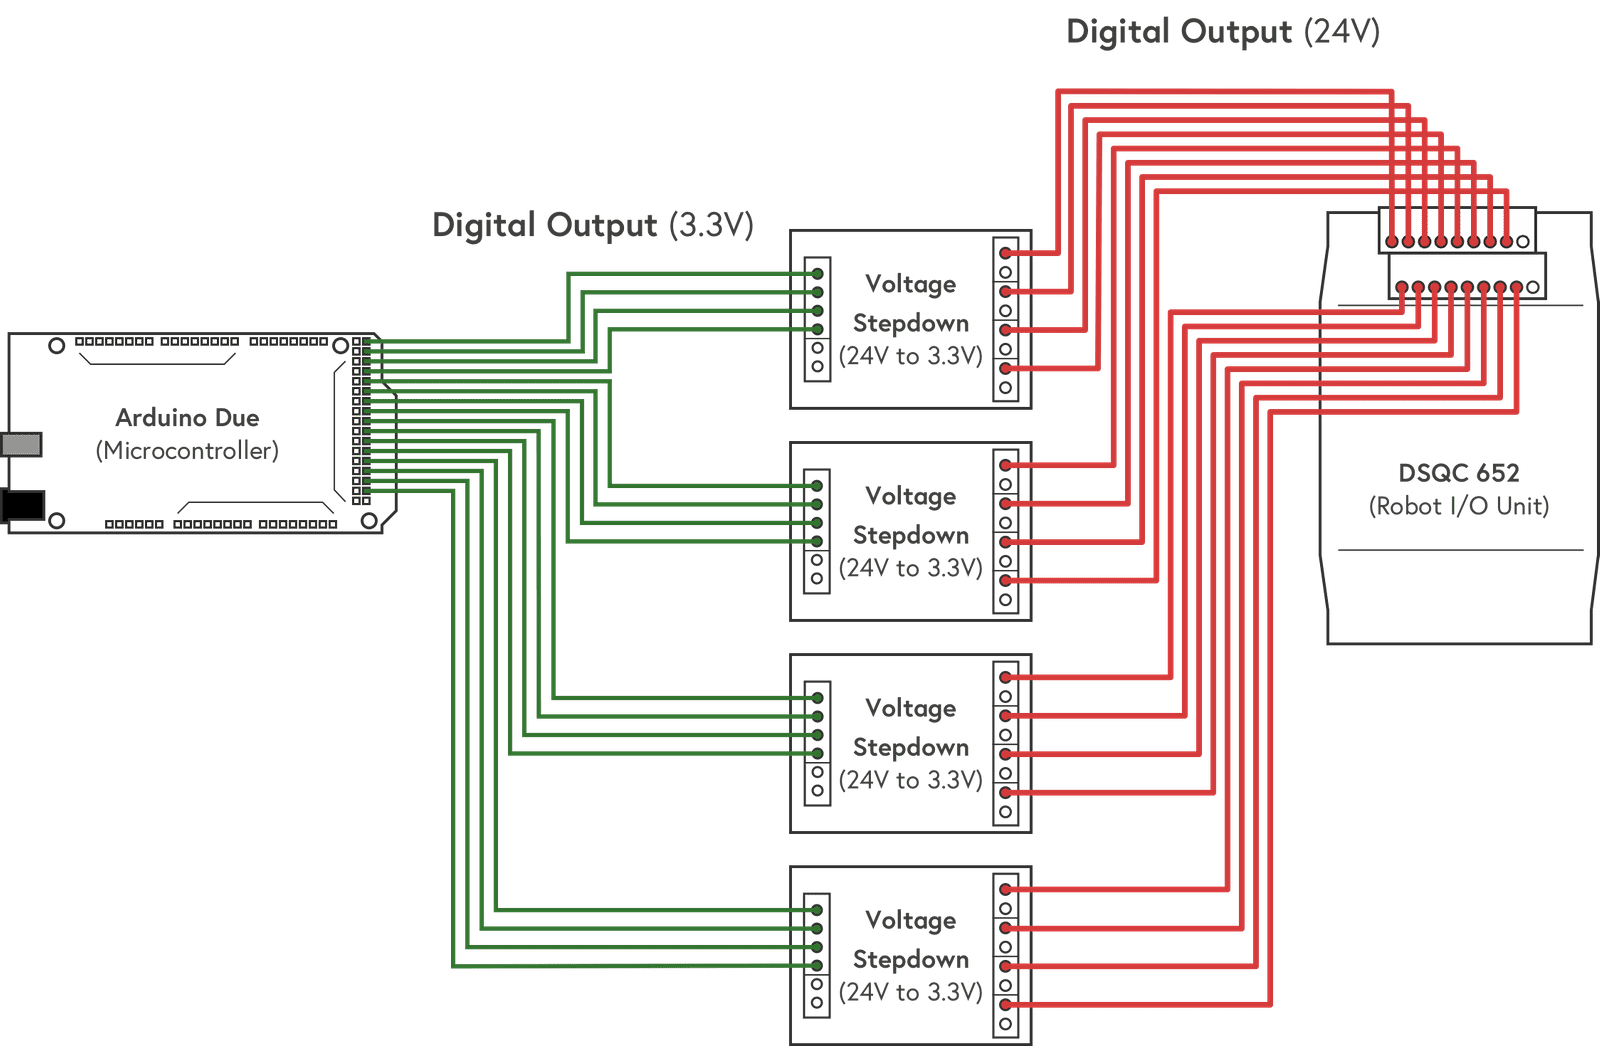 Digital Output (24V)
Digital Output (3.3V)
Arduino Due
(Microcontroller)
Voltage
Stepdown
(24V to 3.3V)
Voltage
Stepdown
(24V to 3.3V)
Voltage
Stepdown
(24V to 3.3V)
Voltage
Stepdown
(24V to 3.3V)
DSQC 652
(Robot I/O Unit)